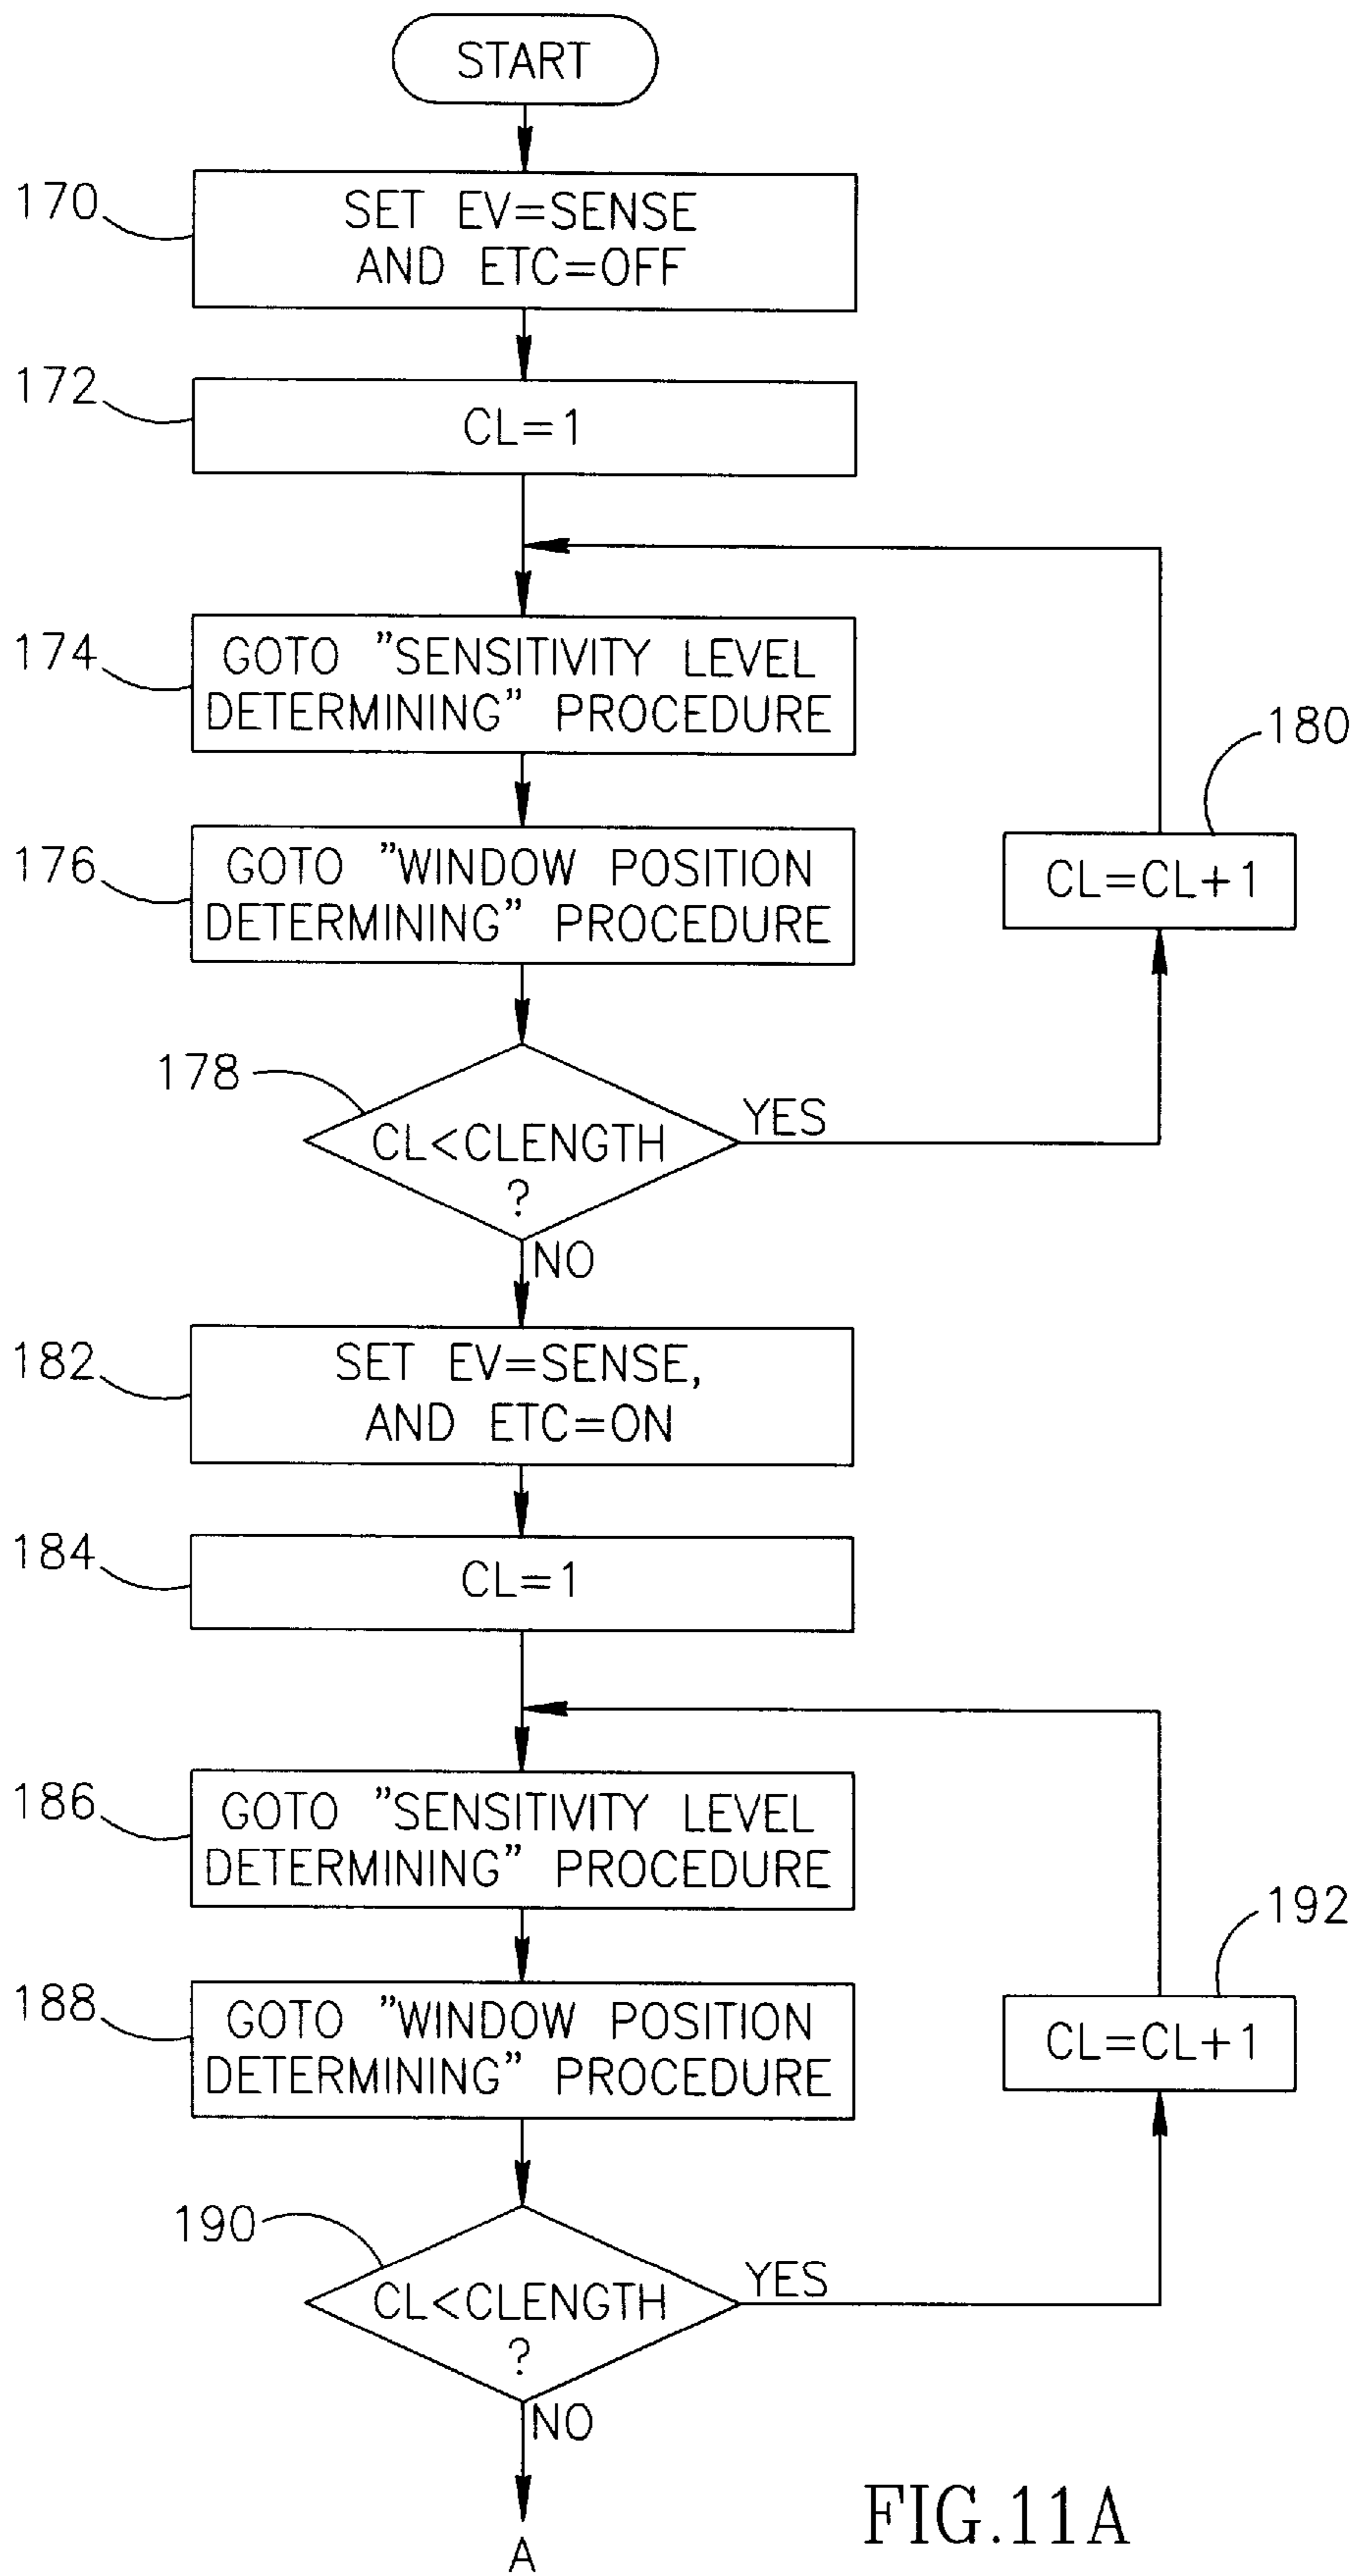 START
170
SET EV=SENSE
AND ETC=OFF
172
CL=1
174
GOTO "SENSITIVITY LEVEL
DETERMINING" PROCEDURE
180
176
GOTO "WINDOW POSITION
DETERMINING" PROCEDURE
CL=CL+1
178
CL<CLENGTH
?
YES
NO
182
SET EV=SENSE,
AND ETC=ON
184
CL=1
186
GOTO "SENSITIVITY LEVEL
DETERMINING" PROCEDURE
192
188
GOTO "WINDOW POSITION
DETERMINING" PROCEDURE
CL=CL+1
190
CL<CLENGTH
?
YES
NO
A
FIG.11A